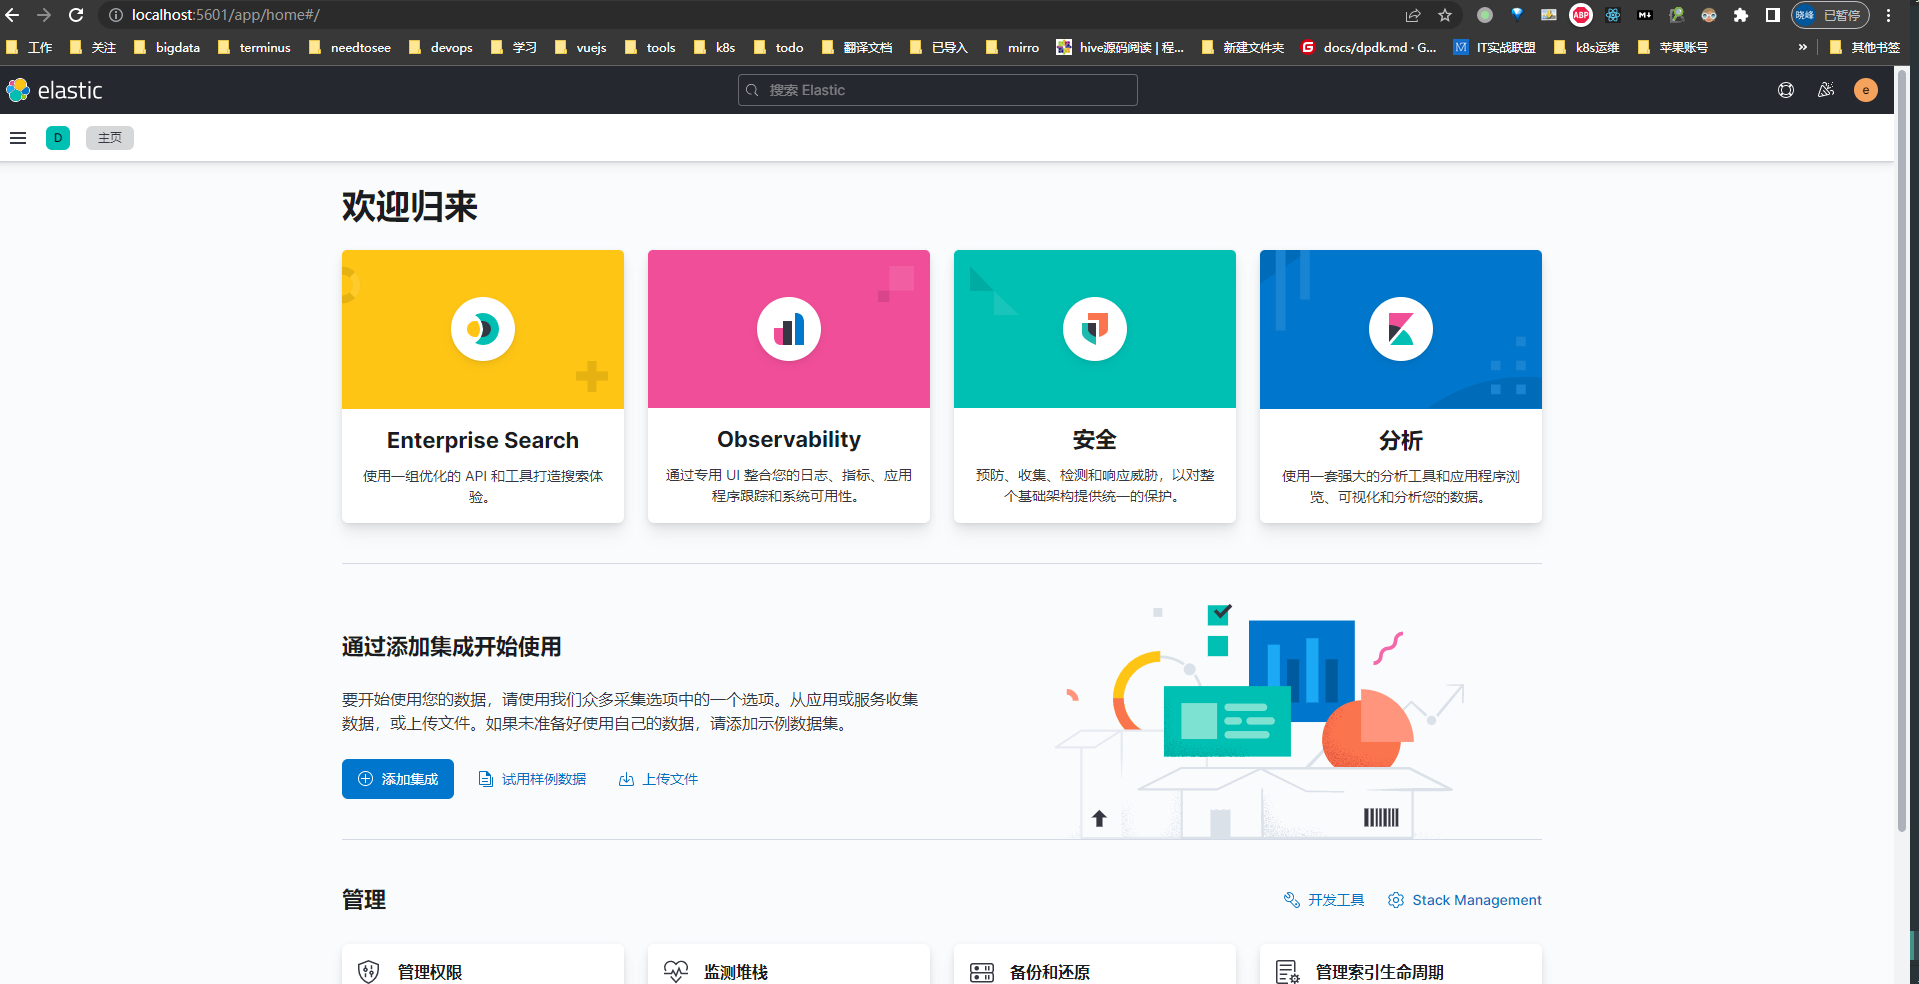 localhost:5601/app/home#/
ABP
M↓
晓峰 已暂停
工作 关注 bigdata terminus needtosee devops 学习 vuejs tools k8s todo 翻译文档 已导入 mirro hive源码阅读 | 程... 新建文件夹 G docs/dpdk.md · G... M IT实战联盟 k8s运维 苹果账号 » 其他书签
elastic
搜索 Elastic
e
D 主页
欢迎归来
Enterprise Search
使用一组优化的 API 和工具打造搜索体
验。
Observability
通过专用 UI 整合您的日志、指标、应用
程序跟踪和系统可用性。
安全
预防、收集、检测和响应威胁，以对整
个基础架构提供统一的保护。
分析
使用一套强大的分析工具和应用程序浏
览、可视化和分析您的数据。
通过添加集成开始使用
要开始使用您的数据，请使用我们众多采集选项中的一个选项。从应用或服务收集
数据，或上传文件。如果未准备好使用自己的数据，请添加示例数据集。
添加集成 试用样例数据 上传文件
管理
开发工具 Stack Management
管理权限 监测堆栈 备份和还原 管理索引生命周期